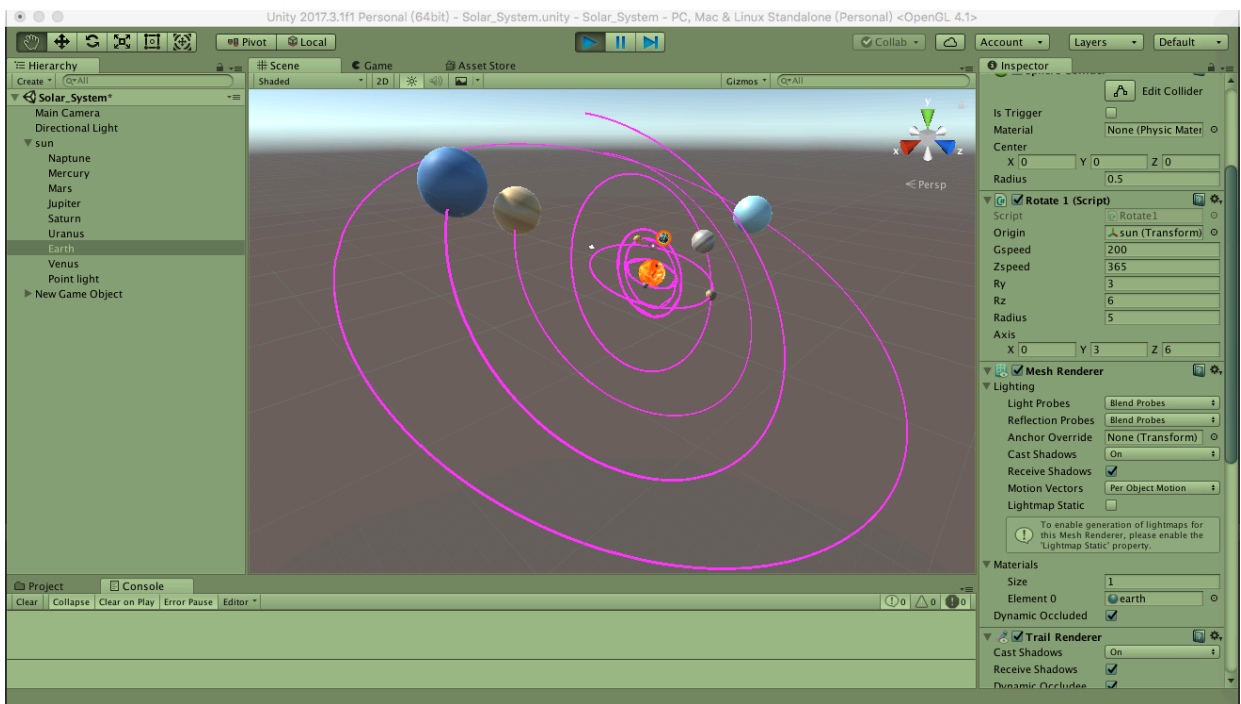 Unity 2017.3.1f1 Personal (64bit) - Solar_System.unity - Solar_System - PC, Mac & Linux Standalone (Personal) <OpenGL 4.1>
Pivot Local Collab Account Layers Default
Hierarchy
Create All
Solar_System*
Main Camera
Directional Light
sun
Naptune
Mercury
Mars
Jupiter
Saturn
Uranus
Earth
Venus
Point light
New Game Object
Scene Game Asset Store
Shaded 2D Gizmos All
y
x z
Persp
Inspector
Edit Collider
Is Trigger
Material None (Physic Mater
Center
X 0 Y 0 Z 0
Radius 0.5
Rotate 1 (Script)
Script Rotate1
Origin sun (Transform)
Gspeed 200
Zspeed 365
Ry 3
Rz 6
Radius 5
Axis
X 0 Y 3 Z 6
Mesh Renderer
Lighting
Light Probes Blend Probes
Reflection Probes Blend Probes
Anchor Override None (Transform)
Cast Shadows On
Receive Shadows
Motion Vectors Per Object Motion
Lightmap Static
To enable generation of lightmaps for
this Mesh Renderer, please enable the
'Lightmap Static' property.
Materials
Size 1
Element 0 earth
Dynamic Occluded
Trail Renderer
Cast Shadows On
Receive Shadows
Project Console
Clear Collapse Clear on Play Error Pause Editor 0 0 0